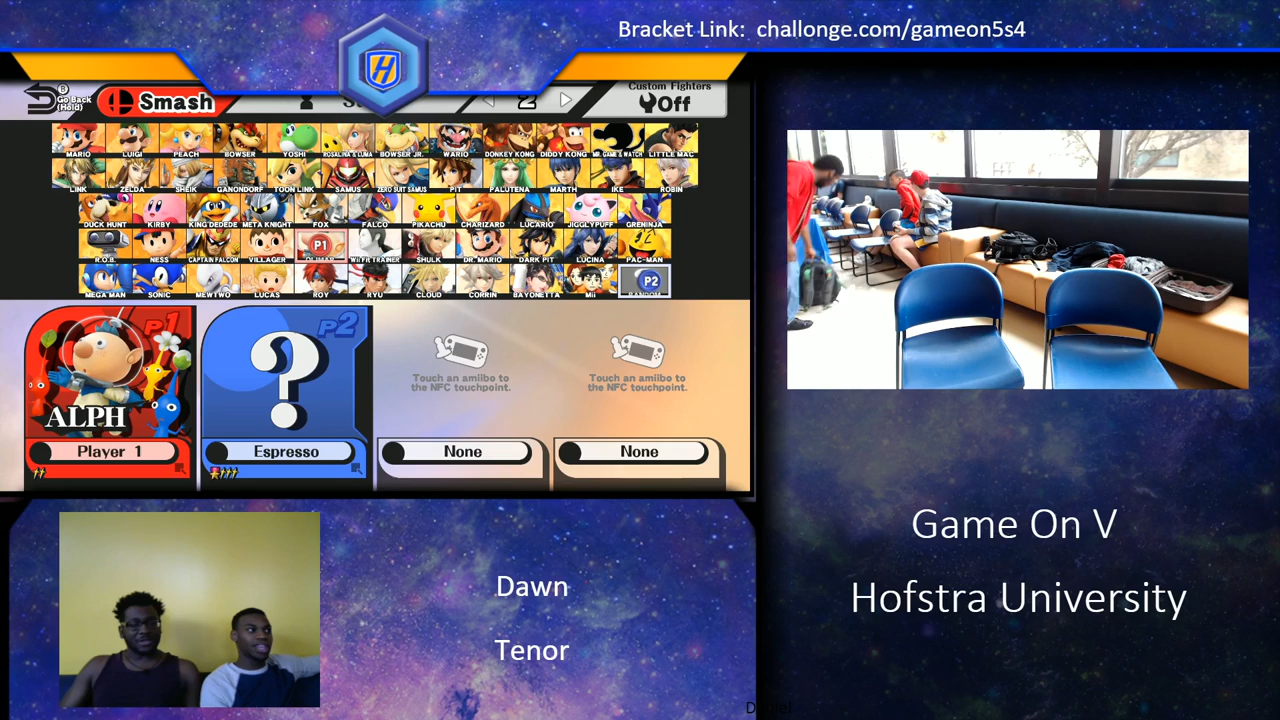 Bracket Link: challonge.com/gameon5s4
H
B
Go Back
(Hold)
Smash
2
Custom Fighters
Off
MARIO LUIGI PEACH BOWSER YOSHI ROSALINA & LUMA BOWSER JR. WARIO DONKEY KONG DIDDY KONG MR. GAME & WATCH LITTLE MAC
LINK ZELDA SHEIK GANONDORF TOON LINK SAMUS ZERO SUIT SAMUS PIT PALUTENA MARTH IKE ROBIN
DUCK HUNT KIRBY KING DEDEDE META KNIGHT FOX FALCO PIKACHU CHARIZARD LUCARIO JIGGLYPUFF GRENINJA
R.O.B. NESS CAPTAIN FALCON VILLAGER P1 OLIMAR Wii Fit TRAINER SHULK DR. MARIO DARK PIT LUCINA PAC-MAN
MEGA MAN SONIC MEWTWO LUCAS ROY RYU CLOUD CORRIN BAYONETTA Mii P2 RANDOM
P1
ALPH
Player 1
P2
?
Espresso
Touch an amiibo to
the NFC touchpoint.
None
Touch an amiibo to
the NFC touchpoint.
None
Dawn
Tenor
Game On V
Hofstra University